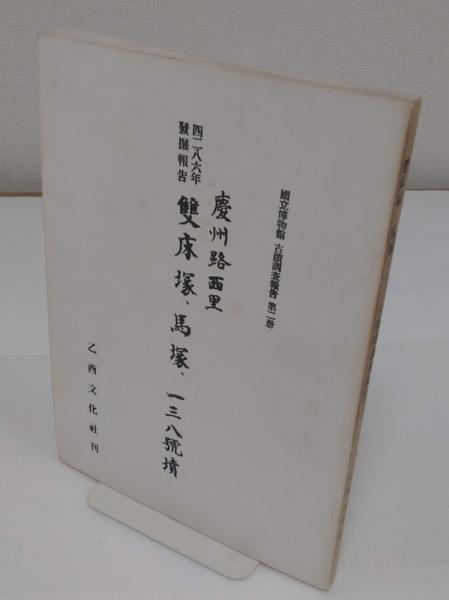 國立博物館 古蹟調査報告 第二册
慶州路西里
雙床塚、馬塚、一三八號墳
四二八六年
發掘報告
乙酉文化社刊